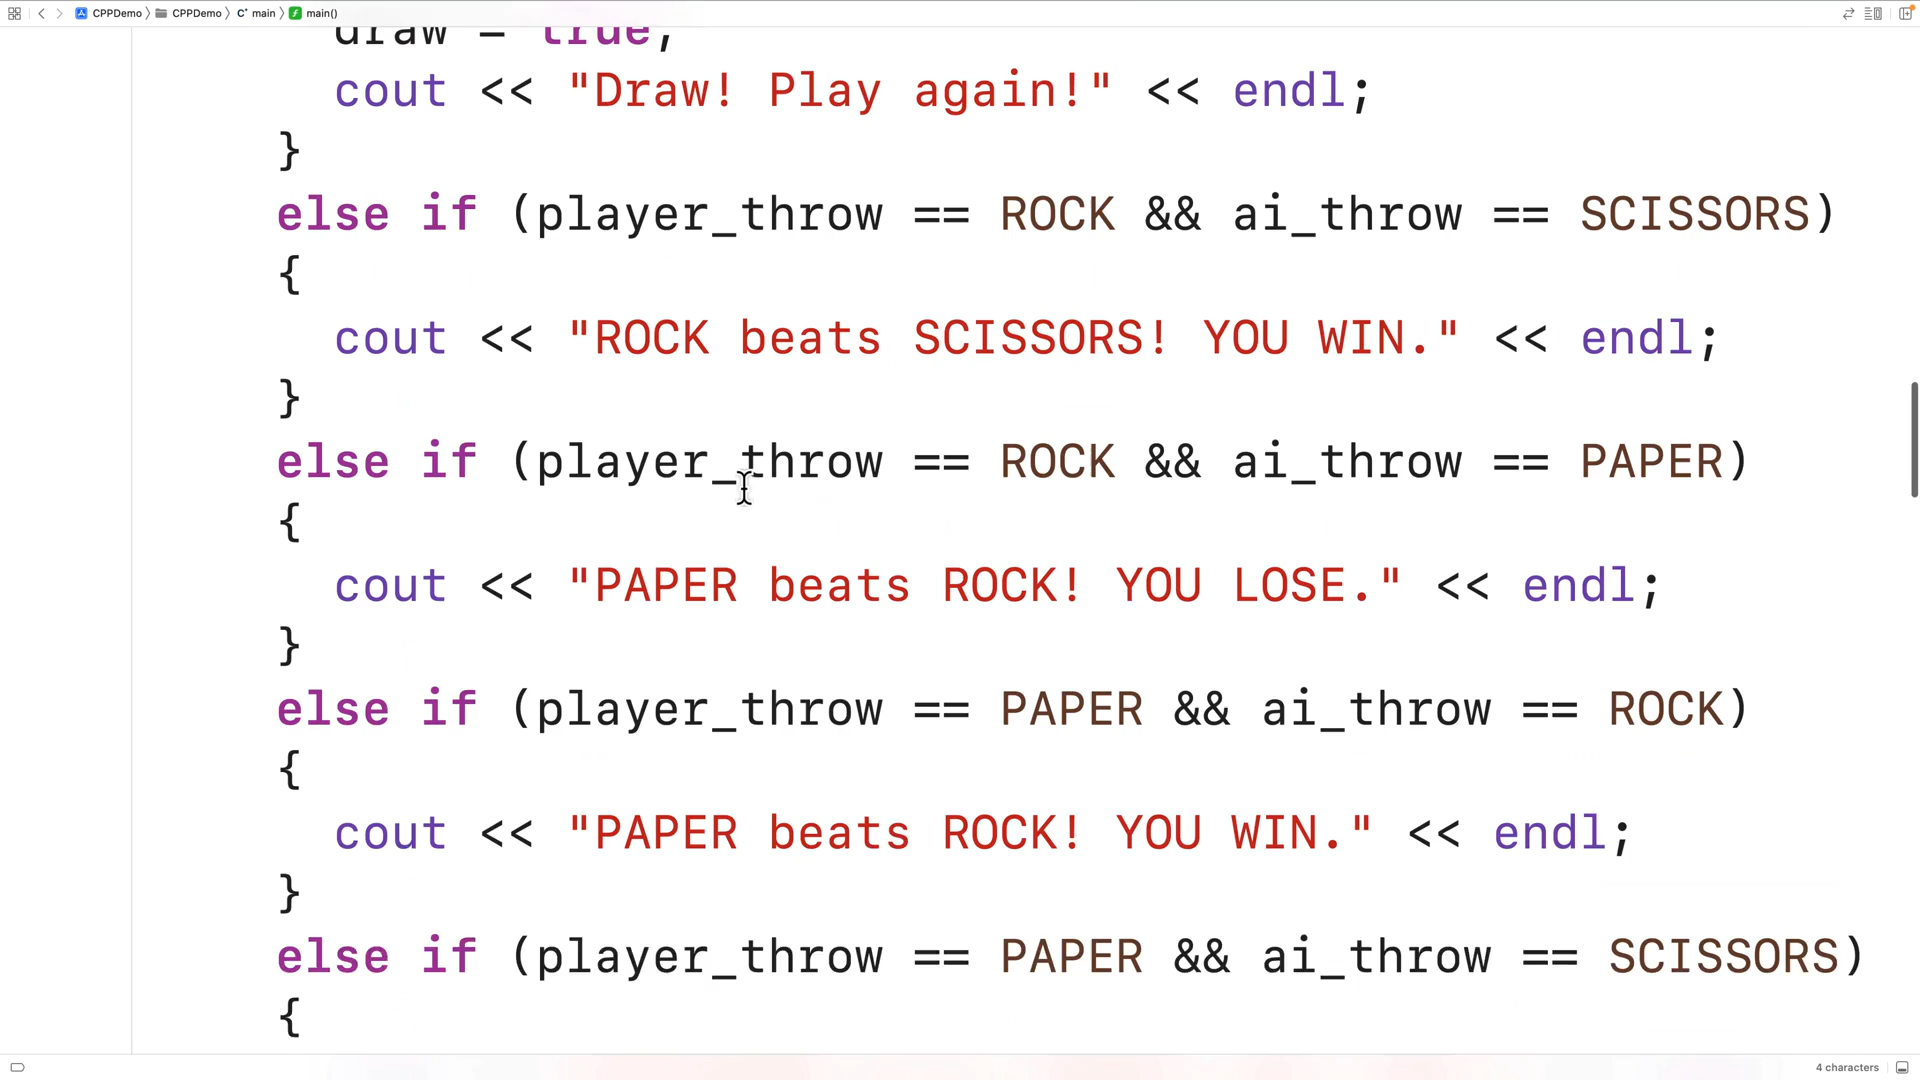 CPPDemo 〉 CPPDemo 〉 C⁺ main 〉 f main()
draw = true;
cout << "Draw! Play again!" << endl;
}
else if (player_throw == ROCK && ai_throw == SCISSORS)
{
cout << "ROCK beats SCISSORS! YOU WIN." << endl;
}
else if (player_throw == ROCK && ai_throw == PAPER)
{
cout << "PAPER beats ROCK! YOU LOSE." << endl;
}
else if (player_throw == PAPER && ai_throw == ROCK)
{
cout << "PAPER beats ROCK! YOU WIN." << endl;
}
else if (player_throw == PAPER && ai_throw == SCISSORS)
{
4 characters